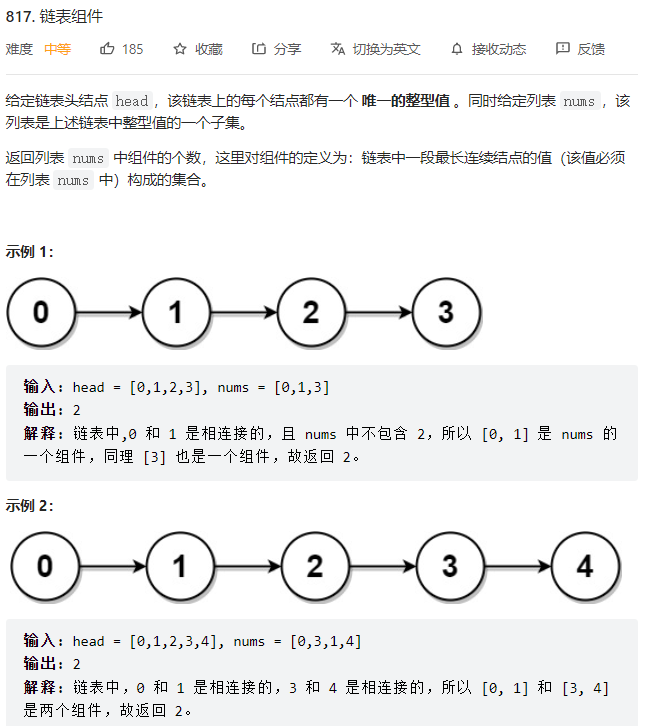 817. 链表组件
难度 中等 185 收藏 分享 切换为英文 接收动态 反馈
给定链表头结点 head，该链表上的每个结点都有一个 唯一的整型值 。同时给定列表 nums，该
列表是上述链表中整型值的一个子集。
返回列表 nums 中组件的个数，这里对组件的定义为：链表中一段最长连续结点的值（该值必须
在列表 nums 中）构成的集合。
示例 1：
0 1 2 3
输入：head = [0,1,2,3], nums = [0,1,3]
输出：2
解释：链表中,0 和 1 是相连接的，且 nums 中不包含 2，所以 [0, 1] 是 nums 的
一个组件，同理 [3] 也是一个组件，故返回 2。
示例 2：
0 1 2 3 4
输入：head = [0,1,2,3,4], nums = [0,3,1,4]
输出：2
解释：链表中，0 和 1 是相连接的，3 和 4 是相连接的，所以 [0, 1] 和 [3, 4]
是两个组件，故返回 2。